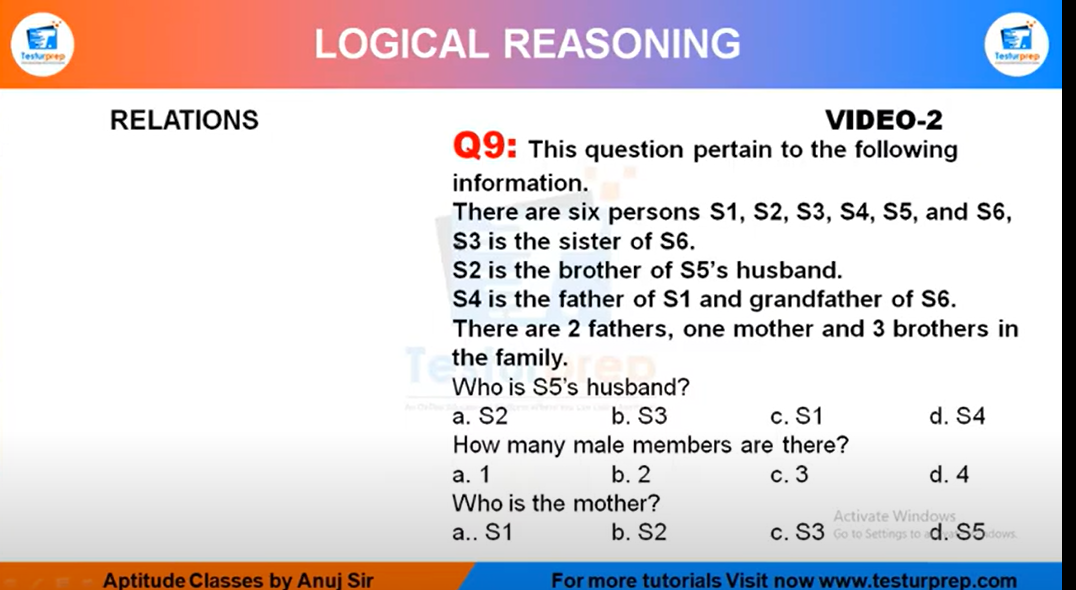 Testurprep
LOGICAL REASONING
Testurprep
RELATIONS
VIDEO-2
Q9: This question pertain to the following
information.
There are six persons S1, S2, S3, S4, S5, and S6,
S3 is the sister of S6.
S2 is the brother of S5's husband.
S4 is the father of S1 and grandfather of S6.
There are 2 fathers, one mother and 3 brothers in
the family.
Testurprep
Who is S5's husband?
a. S2 b. S3 c. S1 d. S4
How many male members are there?
a. 1 b. 2 c. 3 d. 4
Who is the mother?
a.. S1 b. S2 c. S3 d. S5
Activate Windows
Go to Settings to activate Windows.
Aptitude Classes by Anuj Sir
For more tutorials Visit now www.testurprep.com